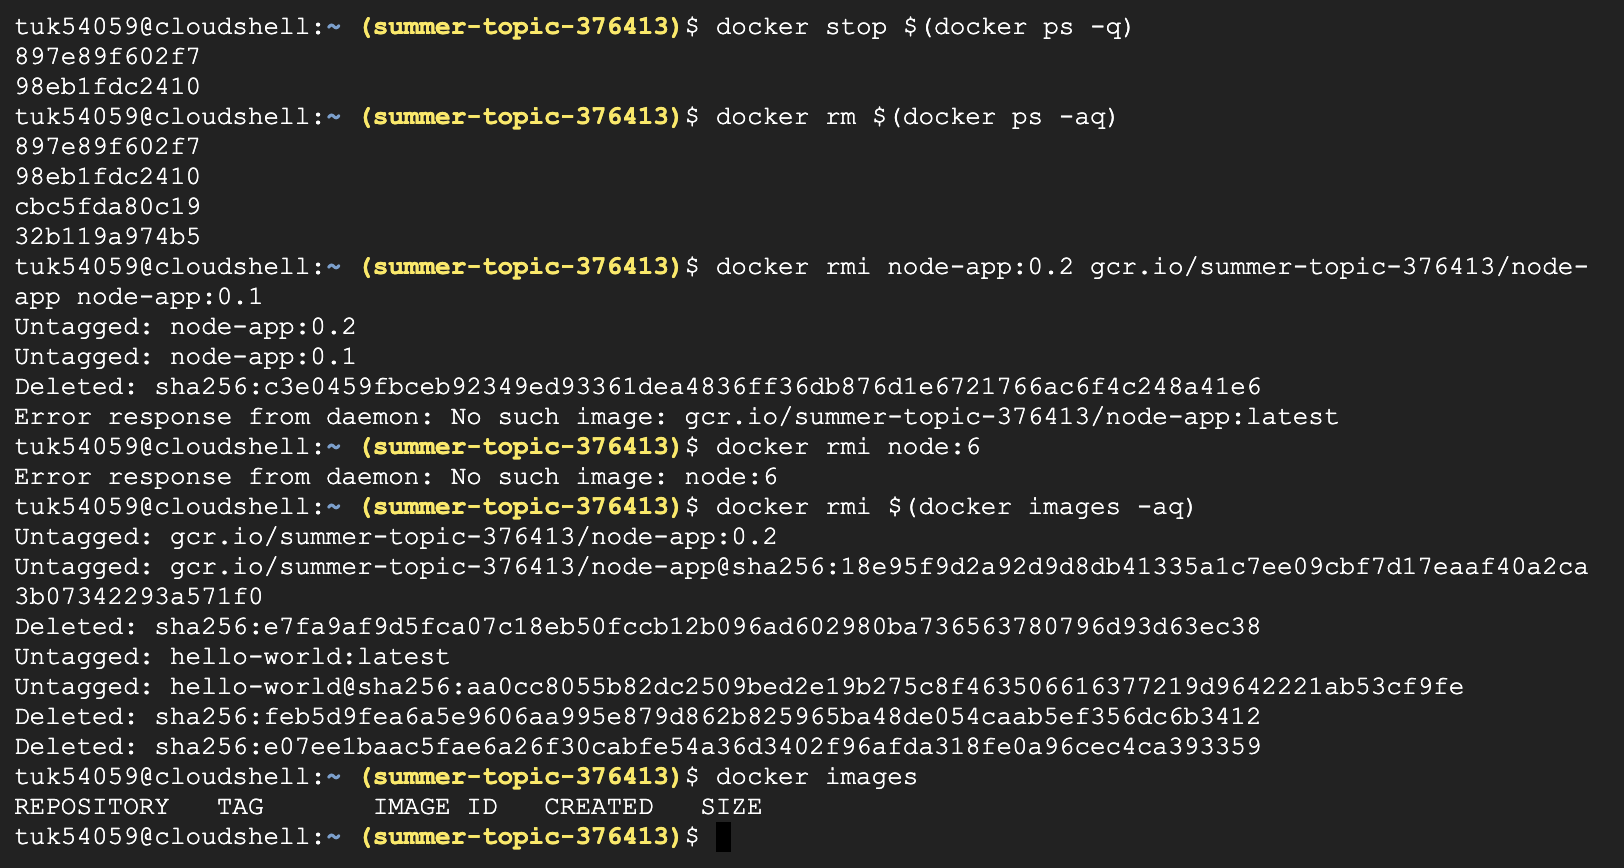 tuk54059@cloudshell:~ (summer-topic-376413)$ docker stop $(docker ps -q)
897e89f602f7
98eb1fdc2410
tuk54059@cloudshell:~ (summer-topic-376413)$ docker rm $(docker ps -aq)
897e89f602f7
98eb1fdc2410
cbc5fda80c19
32b119a974b5
tuk54059@cloudshell:~ (summer-topic-376413)$ docker rmi node-app:0.2 gcr.io/summer-topic-376413/node-
app node-app:0.1
Untagged: node-app:0.2
Untagged: node-app:0.1
Deleted: sha256:c3e0459fbceb92349ed93361dea4836ff36db876d1e6721766ac6f4c248a41e6
Error response from daemon: No such image: gcr.io/summer-topic-376413/node-app:latest
tuk54059@cloudshell:~ (summer-topic-376413)$ docker rmi node:6
Error response from daemon: No such image: node:6
tuk54059@cloudshell:~ (summer-topic-376413)$ docker rmi $(docker images -aq)
Untagged: gcr.io/summer-topic-376413/node-app:0.2
Untagged: gcr.io/summer-topic-376413/node-app@sha256:18e95f9d2a92d9d8db41335a1c7ee09cbf7d17eaaf40a2ca
3b07342293a571f0
Deleted: sha256:e7fa9af9d5fca07c18eb50fccb12b096ad602980ba736563780796d93d63ec38
Untagged: hello-world:latest
Untagged: hello-world@sha256:aa0cc8055b82dc2509bed2e19b275c8f463506616377219d9642221ab53cf9fe
Deleted: sha256:feb5d9fea6a5e9606aa995e879d862b825965ba48de054caab5ef356dc6b3412
Deleted: sha256:e07ee1baac5fae6a26f30cabfe54a36d3402f96afda318fe0a96cec4ca393359
tuk54059@cloudshell:~ (summer-topic-376413)$ docker images
REPOSITORY   TAG       IMAGE ID   CREATED   SIZE
tuk54059@cloudshell:~ (summer-topic-376413)$